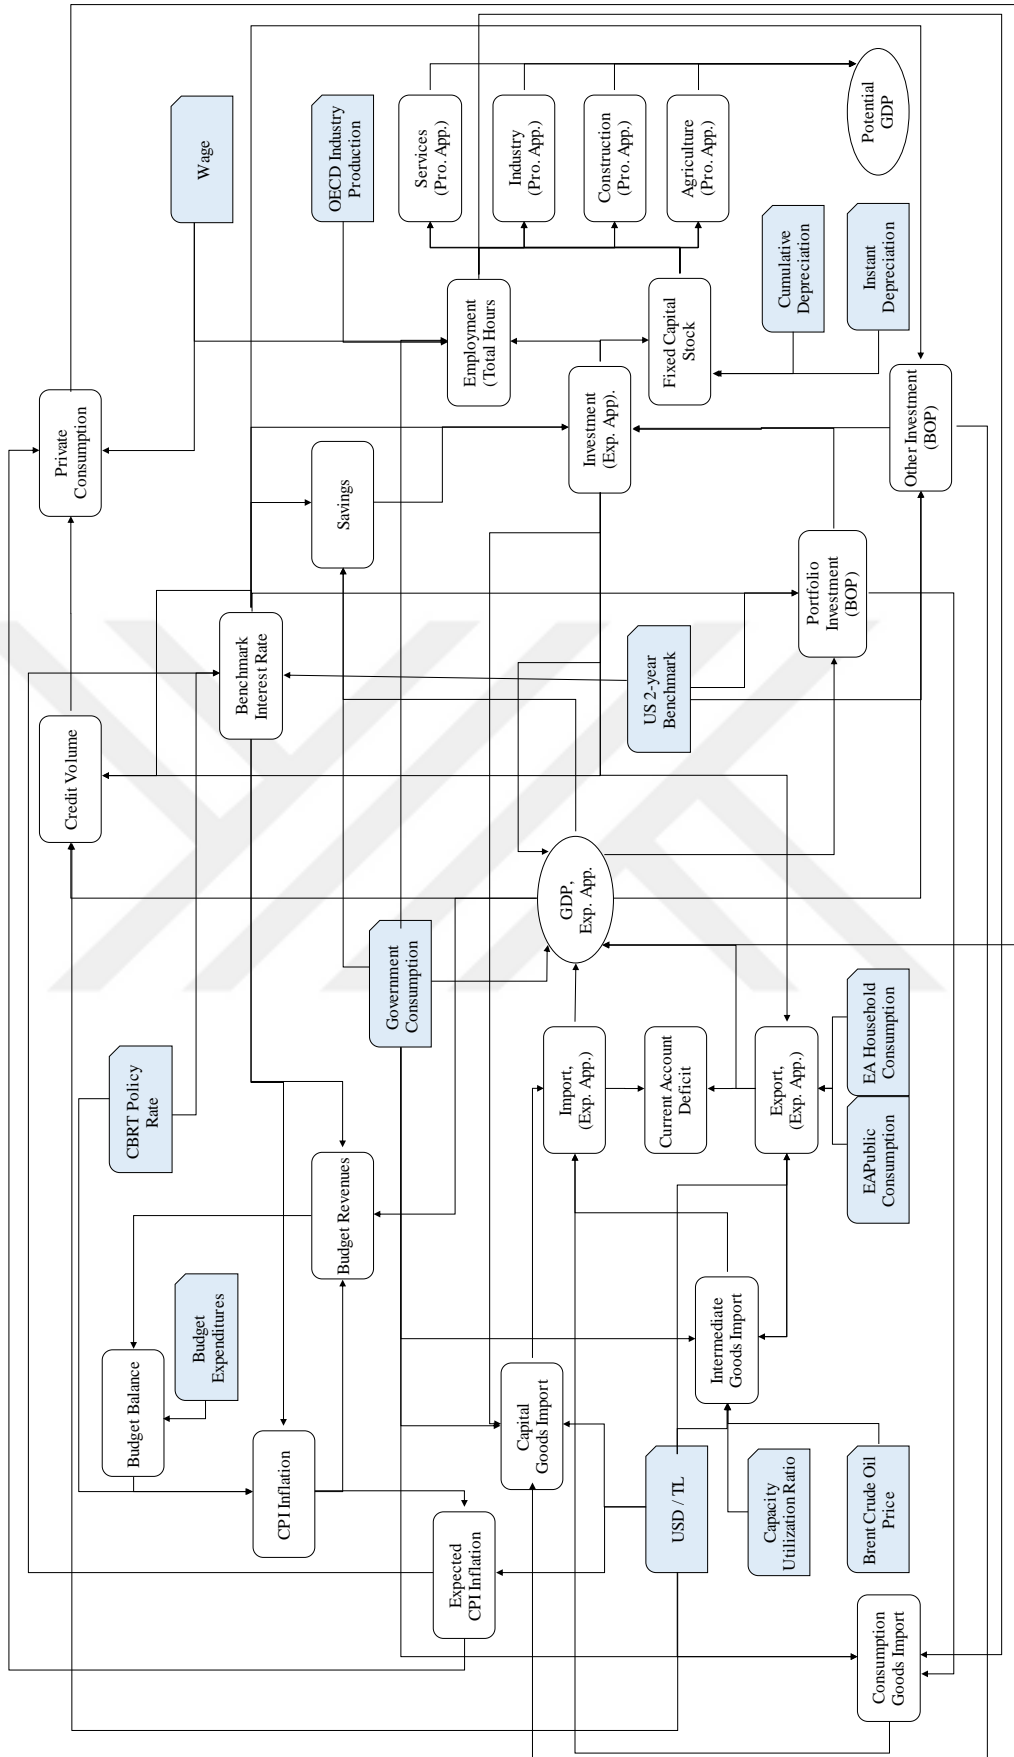 Credit Volume
Private
Consumption
Budget Balance
CBRT Policy
Rate
Budget
Expenditures
Wage
CPI Inflation
Benchmark
Interest Rate
Budget Revenues
Savings
OECD Industry
Production
Government
Consumption
Services
(Pro. App.)
Expected
CPI Inflation
Employment
(Total Hours)
Capital
Goods Import
Industry
(Pro. App.)
Import,
(Exp. App.)
GDP,
Exp. App.
Investment
(Exp. App).
Construction
(Pro. App.)
USD / TL
Current Account
Deficit
US 2-year
Benchmark
Fixed Capital
Stock
Agriculture
(Pro. App.)
Intermediate
Goods Import
Capacity
Utilization Ratio
Export,
(Exp. App.)
Cumulative
Depreciation
Portfolio
Investment
(BOP)
Consumption
Goods Import
Brent Crude Oil
Price
EAPublic
Consumption
EA Household
Consumption
Other Investment
(BOP)
Instant
Depreciation
Potential
GDP